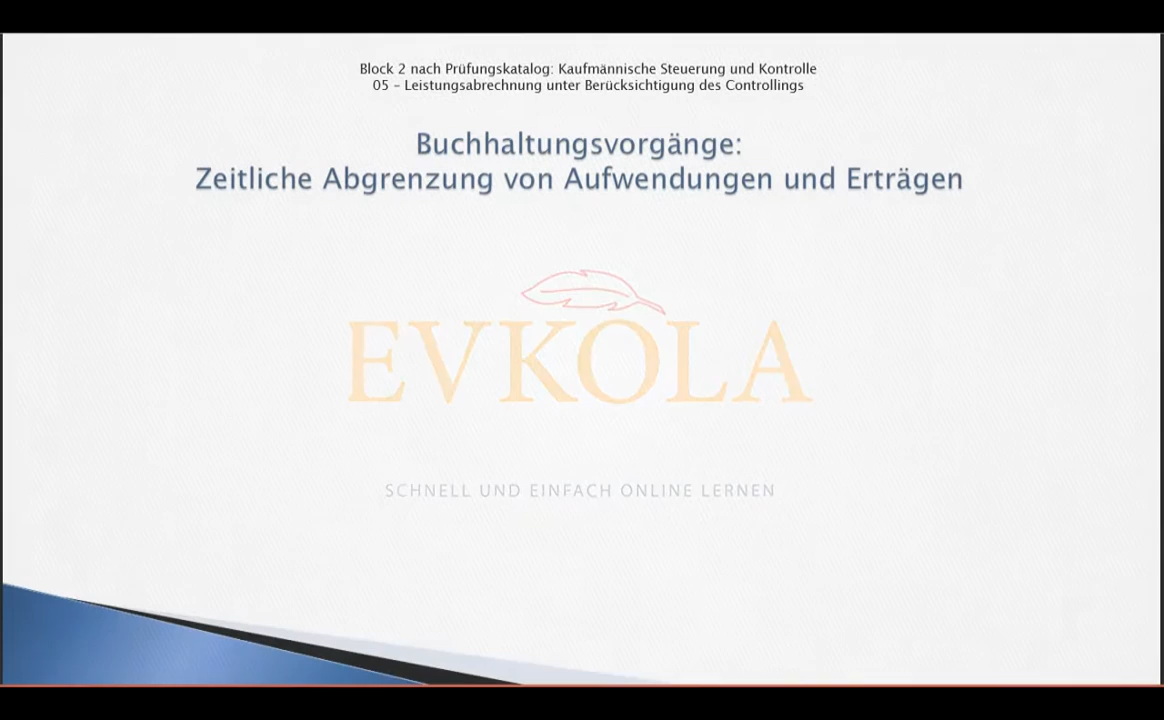 Block 2 nach Prüfungskatalog: Kaufmännische Steuerung und Kontrolle
05 – Leistungsabrechnung unter Berücksichtigung des Controllings
Buchhaltungsvorgänge:
Zeitliche Abgrenzung von Aufwendungen und Erträgen
EVKOLA
SCHNELL UND EINFACH ONLINE LERNEN